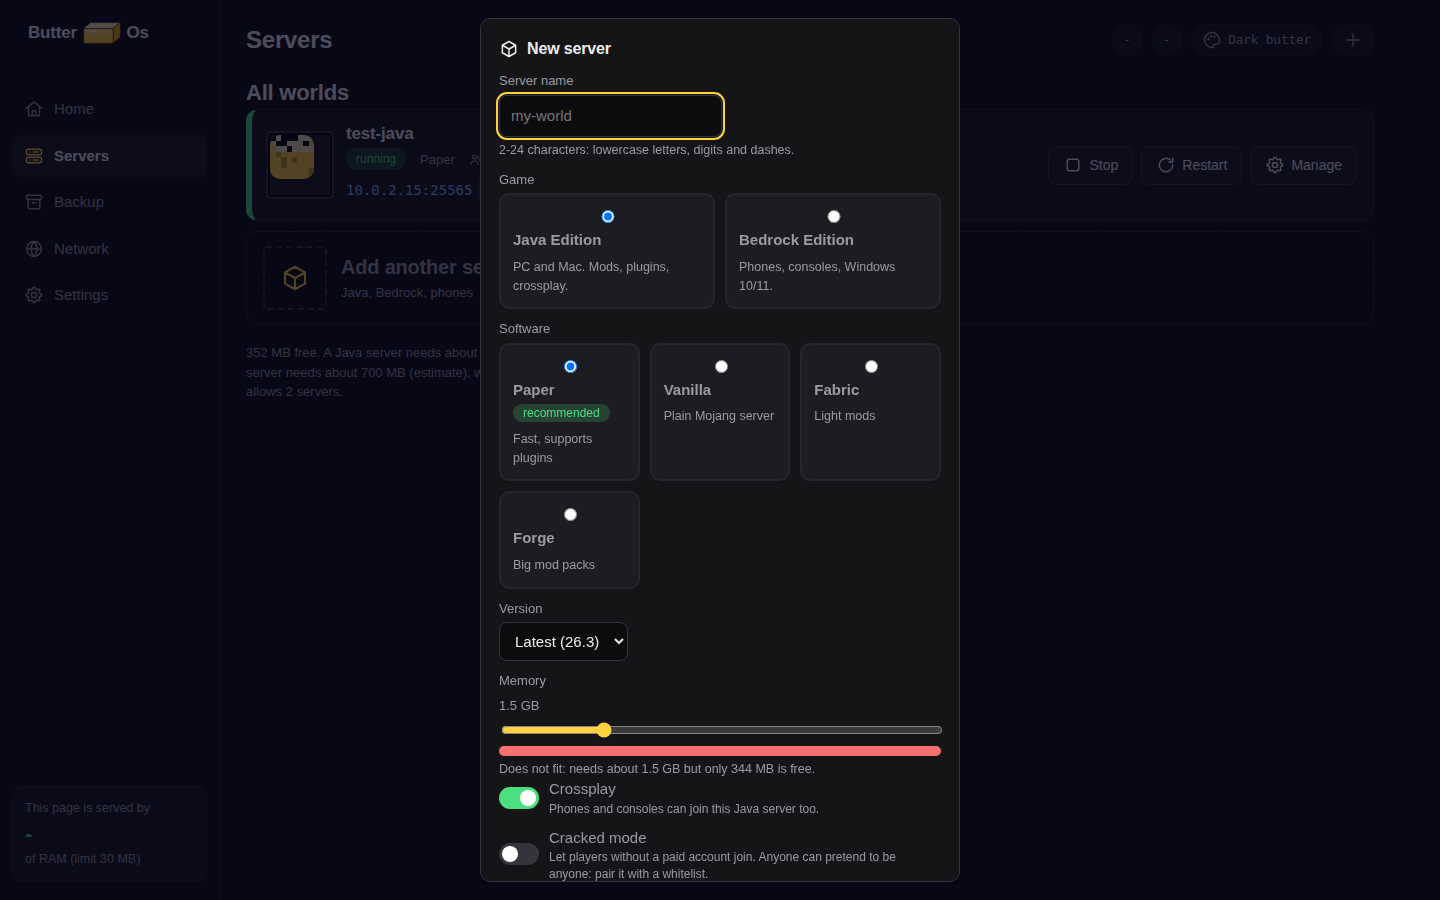 Butter Os
Home
Servers
Backup
Network
Settings
This page is served by
-
of RAM (limit 30 MB)
Servers
- - Dark butter
All worlds
test-java
running Paper
10.0.2.15:25565
Stop Restart Manage
Add another se
Java, Bedrock, phones
352 MB free. A Java server needs about
server needs about 700 MB (estimate), w
allows 2 servers.
New server
Server name
my-world
2-24 characters: lowercase letters, digits and dashes.
Game
Java Edition
PC and Mac. Mods, plugins,
crossplay.
Bedrock Edition
Phones, consoles, Windows
10/11.
Software
Paper
recommended
Fast, supports
plugins
Vanilla
Plain Mojang server
Fabric
Light mods
Forge
Big mod packs
Version
Latest (26.3)
Memory
1.5 GB
Does not fit: needs about 1.5 GB but only 344 MB is free.
Crossplay
Phones and consoles can join this Java server too.
Cracked mode
Let players without a paid account join. Anyone can pretend to be
anyone: pair it with a whitelist.